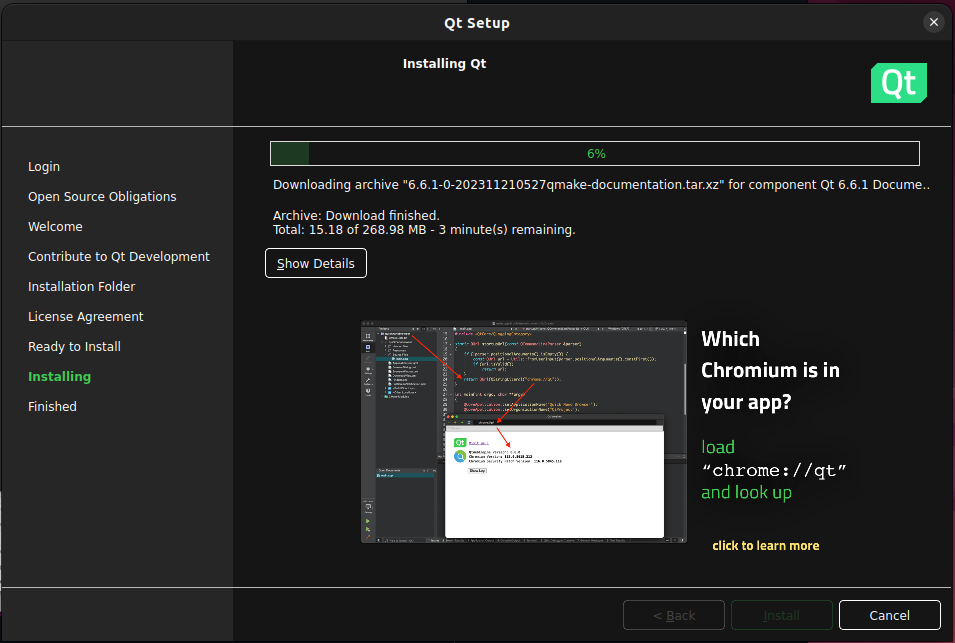 Qt Setup
Installing Qt
Qt
6%
Downloading archive "6.6.1-0-202311210527qmake-documentation.tar.xz" for component Qt 6.6.1 Docume..
Archive: Download finished.
Total: 15.18 of 268.98 MB - 3 minute(s) remaining.
Show Details
Login
Open Source Obligations
Welcome
Contribute to Qt Development
Installation Folder
License Agreement
Ready to Install
Installing
Finished
Which
Chromium is in
your app?
load
“chrome://qt”
and look up
click to learn more
< Back
Install
Cancel